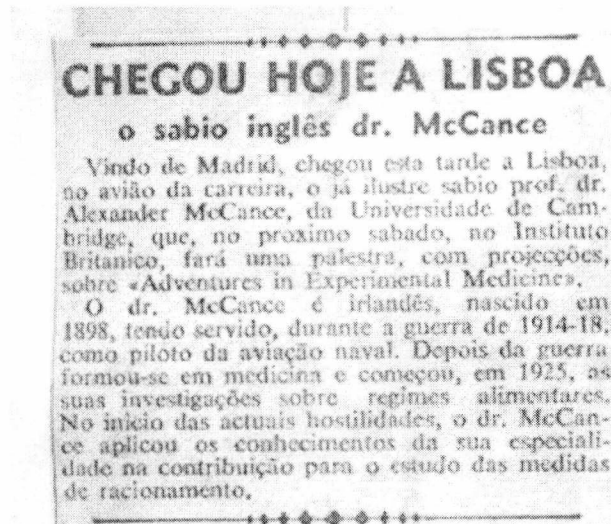 CHEGOU HOJE A LISBOA
o sabio inglês dr. McCance
Vindo de Madrid, chegou esta tarde a Lisboa,
no avião da carreira, o já ilustre sabio prof. dr.
Alexander McCance, da Universidade de Cam-
bridge, que, no proximo sabado, no Instituto
Britanico, fará uma palestra, com projecções,
sobre «Adventures in Experimental Medicine».
O dr. McCance é irlandês, nascido em
1898, tendo servido, durante a guerra de 1914-18,
como piloto da aviação naval. Depois da guerra
formou-se em medicina e começou, em 1925, as
suas investigações sobre regimes alimentares.
No inicio das actuais hostilidades, o dr. McCan-
ce aplicou os conhecimentos da sua especiali-
dade na contribuição para o estudo das medidas
de racionamento.